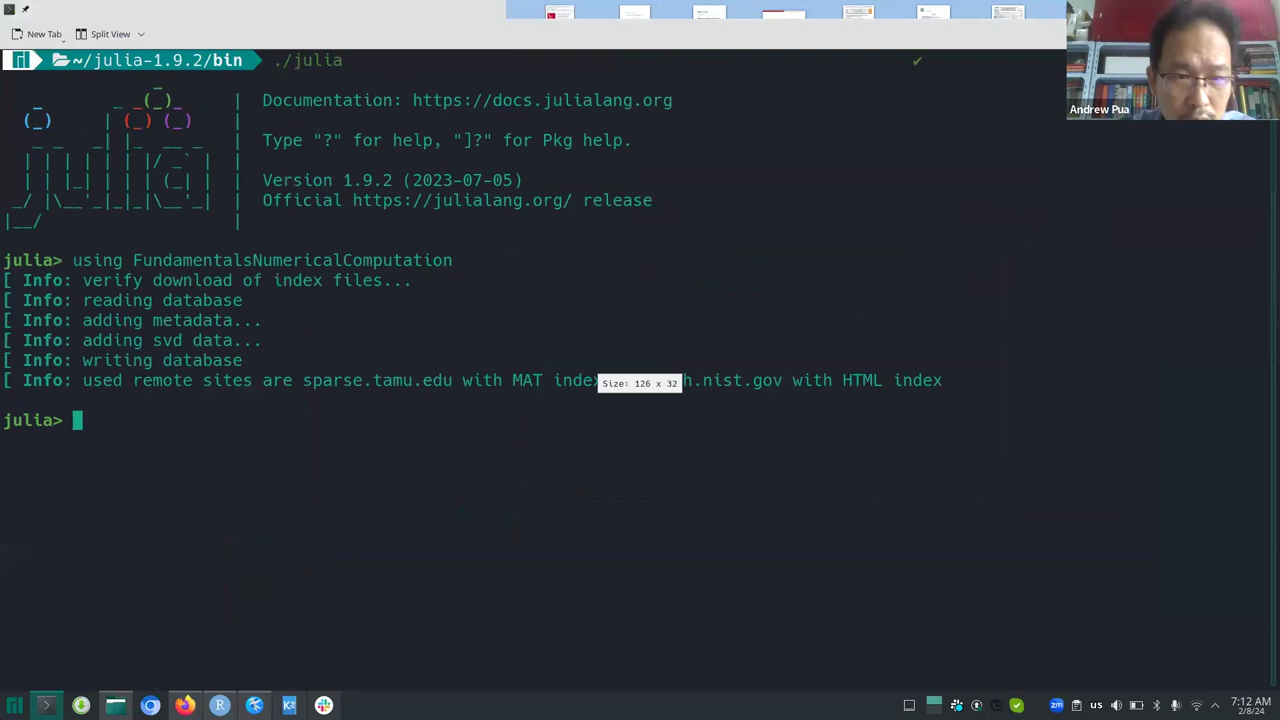 New Tab
Split View
~/julia-1.9.2/bin
./julia
✔
Andrew Pua
Documentation: https://docs.julialang.org
Type "?" for help, "]?" for Pkg help.
Version 1.9.2 (2023-07-05)
Official https://julialang.org/ release
julia> using FundamentalsNumericalComputation
[ Info: verify download of index files...
[ Info: reading database
[ Info: adding metadata...
[ Info: adding svd data...
[ Info: writing database
[ Info: used remote sites are sparse.tamu.edu with MAT index h.nist.gov with HTML index
Size: 126 x 32
julia>
zm
us
7:12 AM
2/8/24